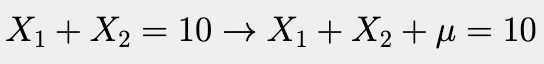 X₁ + X₂ = 10 → X₁ + X₂ + μ = 10